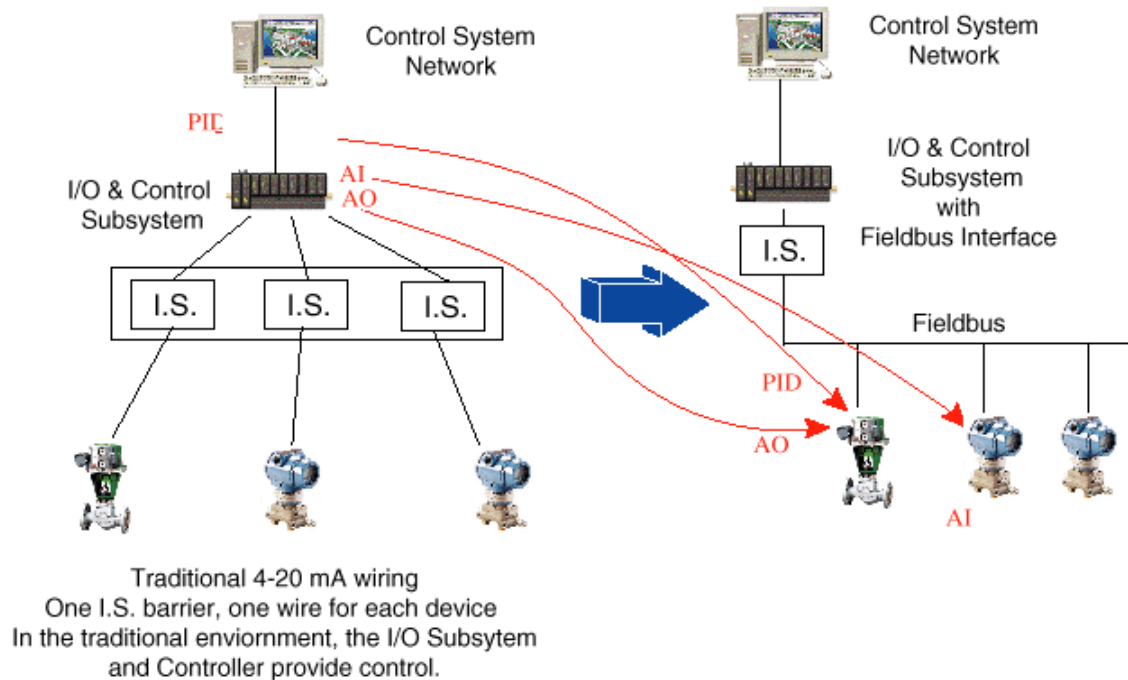 Control System
Network
PID
I/O & Control
Subsystem
AI
AO
I.S.
I.S.
I.S.
Traditional 4-20 mA wiring
One I.S. barrier, one wire for each device
In the traditional enviornment, the I/O Subsytem
and Controller provide control.
Control System
Network
I/O & Control
Subsystem
with
Fieldbus Interface
I.S.
Fieldbus
PID
AO
AI